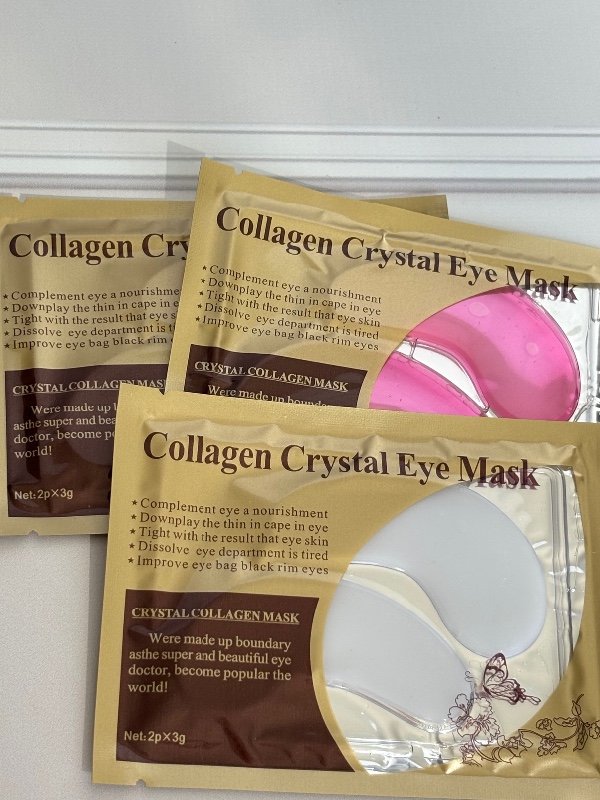 Collagen Cry
★Complement eye a nourishme
★Downplay the thin in cape in e
★Tight with the result that eye s
★Dissolve eye department is ti
★Improve eye bag black rim
CRYSTAL COLLAGEN MASK
Were made up
asthe super and bea
doctor, become po
world!
Net:2p×3g
Collagen Crystal Eye Mask
★Complement eye a nourishment
★Downplay the thin in cape in eye
★Tight with the result that eye skin
★Dissolve eye department is tired
★Improve eye bag black rim eyes
CRYSTAL COLLAGEN MASK
Were made up boundary
Collagen Crystal Eye Mask
★Complement eye a nourishment
★Downplay the thin in cape in eye
★Tight with the result that eye skin
★Dissolve eye department is tired
★Improve eye bag black rim eyes
CRYSTAL COLLAGEN MASK
Were made up boundary
asthe super and beautiful eye
doctor, become popular the
world!
Net:2p×3g